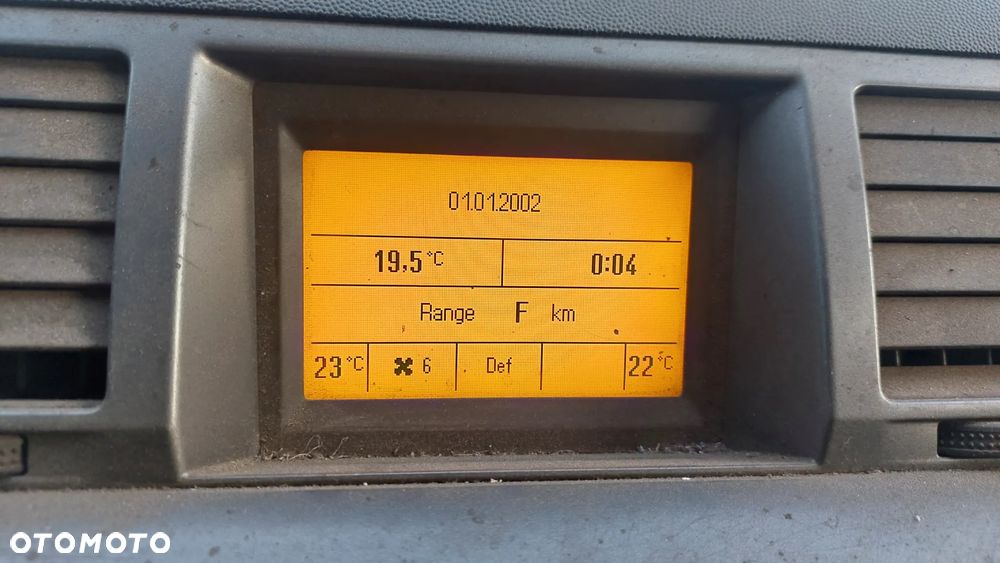 01.01.2002
19,5°C 0:04
Range F km
23°C 6 Def 22°C
OTOMOTO